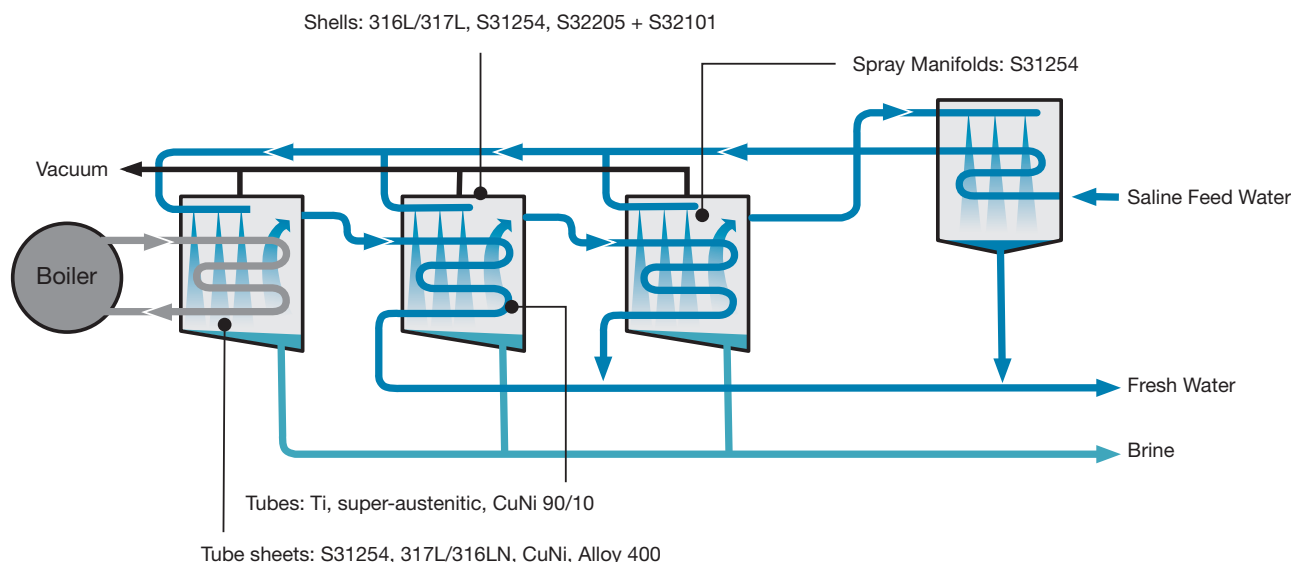 Shells: 316L/317L, S31254, S32205 + S32101
Spray Manifolds: S31254
Vacuum
Saline Feed Water
Boiler
Fresh Water
Brine
Tubes: Ti, super-austenitic, CuNi 90/10
Tube sheets: S31254, 317L/316LN, CuNi, Alloy 400